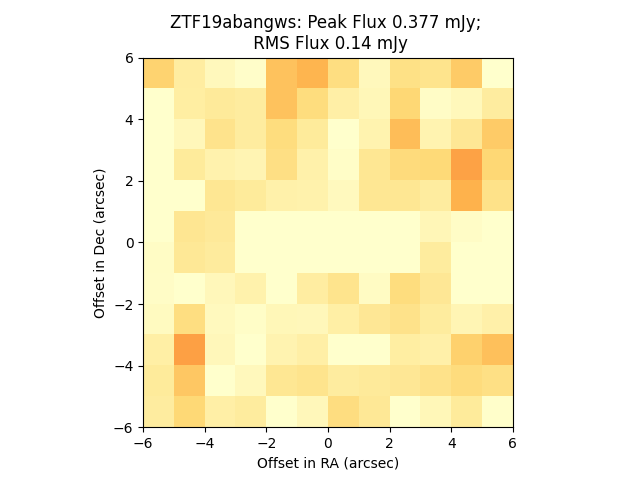 ZTF19abangws: Peak Flux 0.377 mJy;
RMS Flux 0.14 mJy
6
4
2
0
−2
−4
−6
Offset in Dec (arcsec)
−6 −4 −2 0 2 4 6
Offset in RA (arcsec)